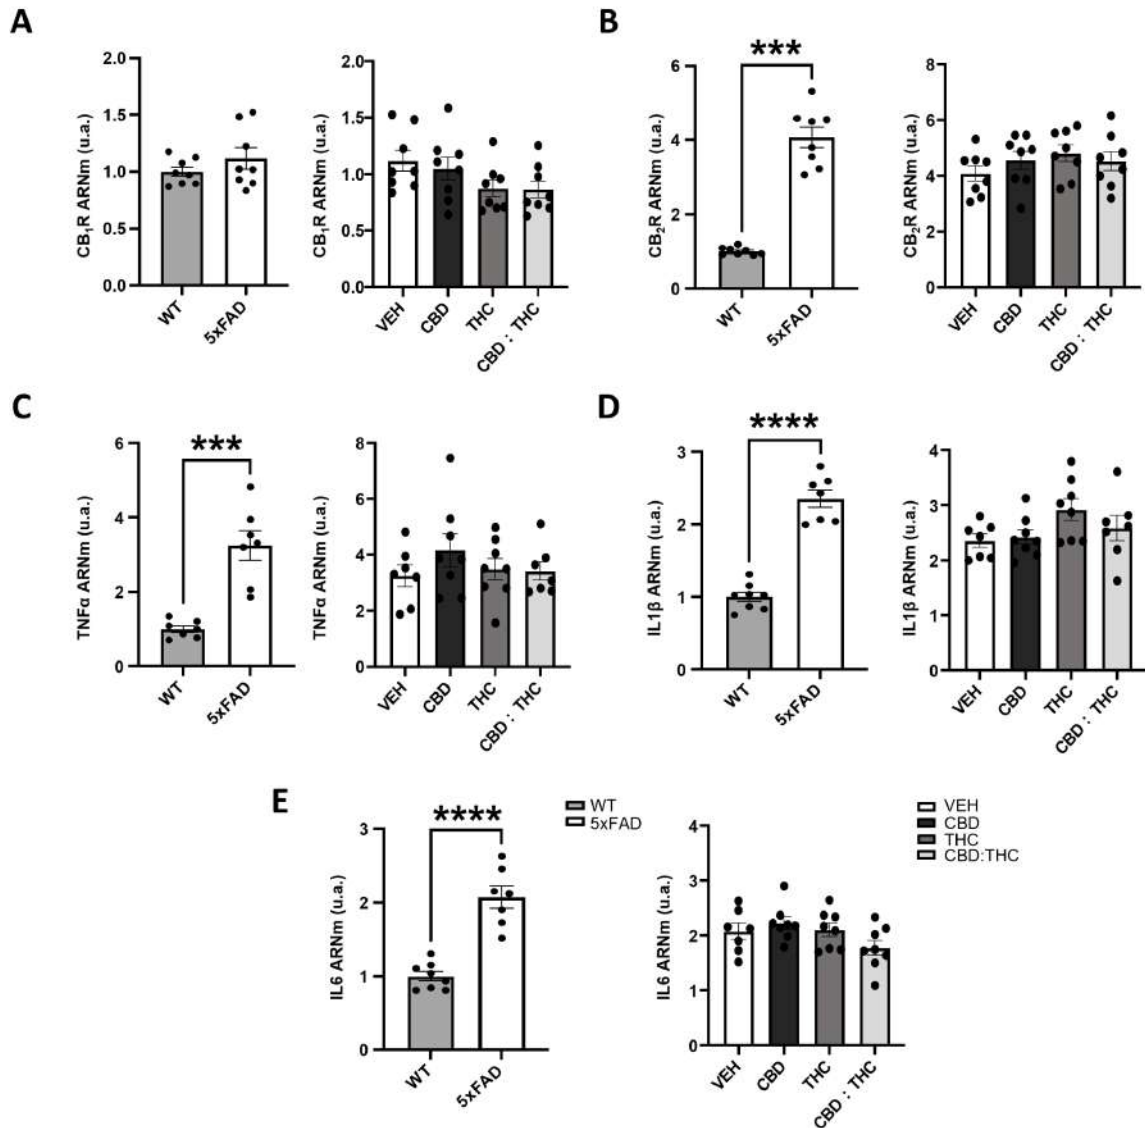 A
CB₁R ARNm (u.a.)
2.0
1.5
1.0
0.5
0.0
WT
5xFAD
CB₁R ARNm (u.a.)
2.0
1.5
1.0
0.5
0.0
VEH
CBD
THC
CBD : THC
B
CB₂R ARNm (u.a.)
6
4
2
0
***
WT
5xFAD
CB₂R ARNm (u.a.)
8
6
4
2
0
VEH
CBD
THC
CBD : THC
C
TNFα ARNm (u.a.)
6
4
2
0
***
WT
5xFAD
TNFα ARNm (u.a.)
8
6
4
2
0
VEH
CBD
THC
CBD : THC
D
IL1β ARNm (u.a.)
3
2
1
0
****
WT
5xFAD
IL1β ARNm (u.a.)
4
3
2
1
0
VEH
CBD
THC
CBD : THC
E
IL6 ARNm (u.a.)
3
2
1
0
****
WT
5xFAD
WT
5xFAD
IL6 ARNm (u.a.)
4
3
2
1
0
VEH
CBD
THC
CBD : THC
VEH
CBD
THC
CBD:THC